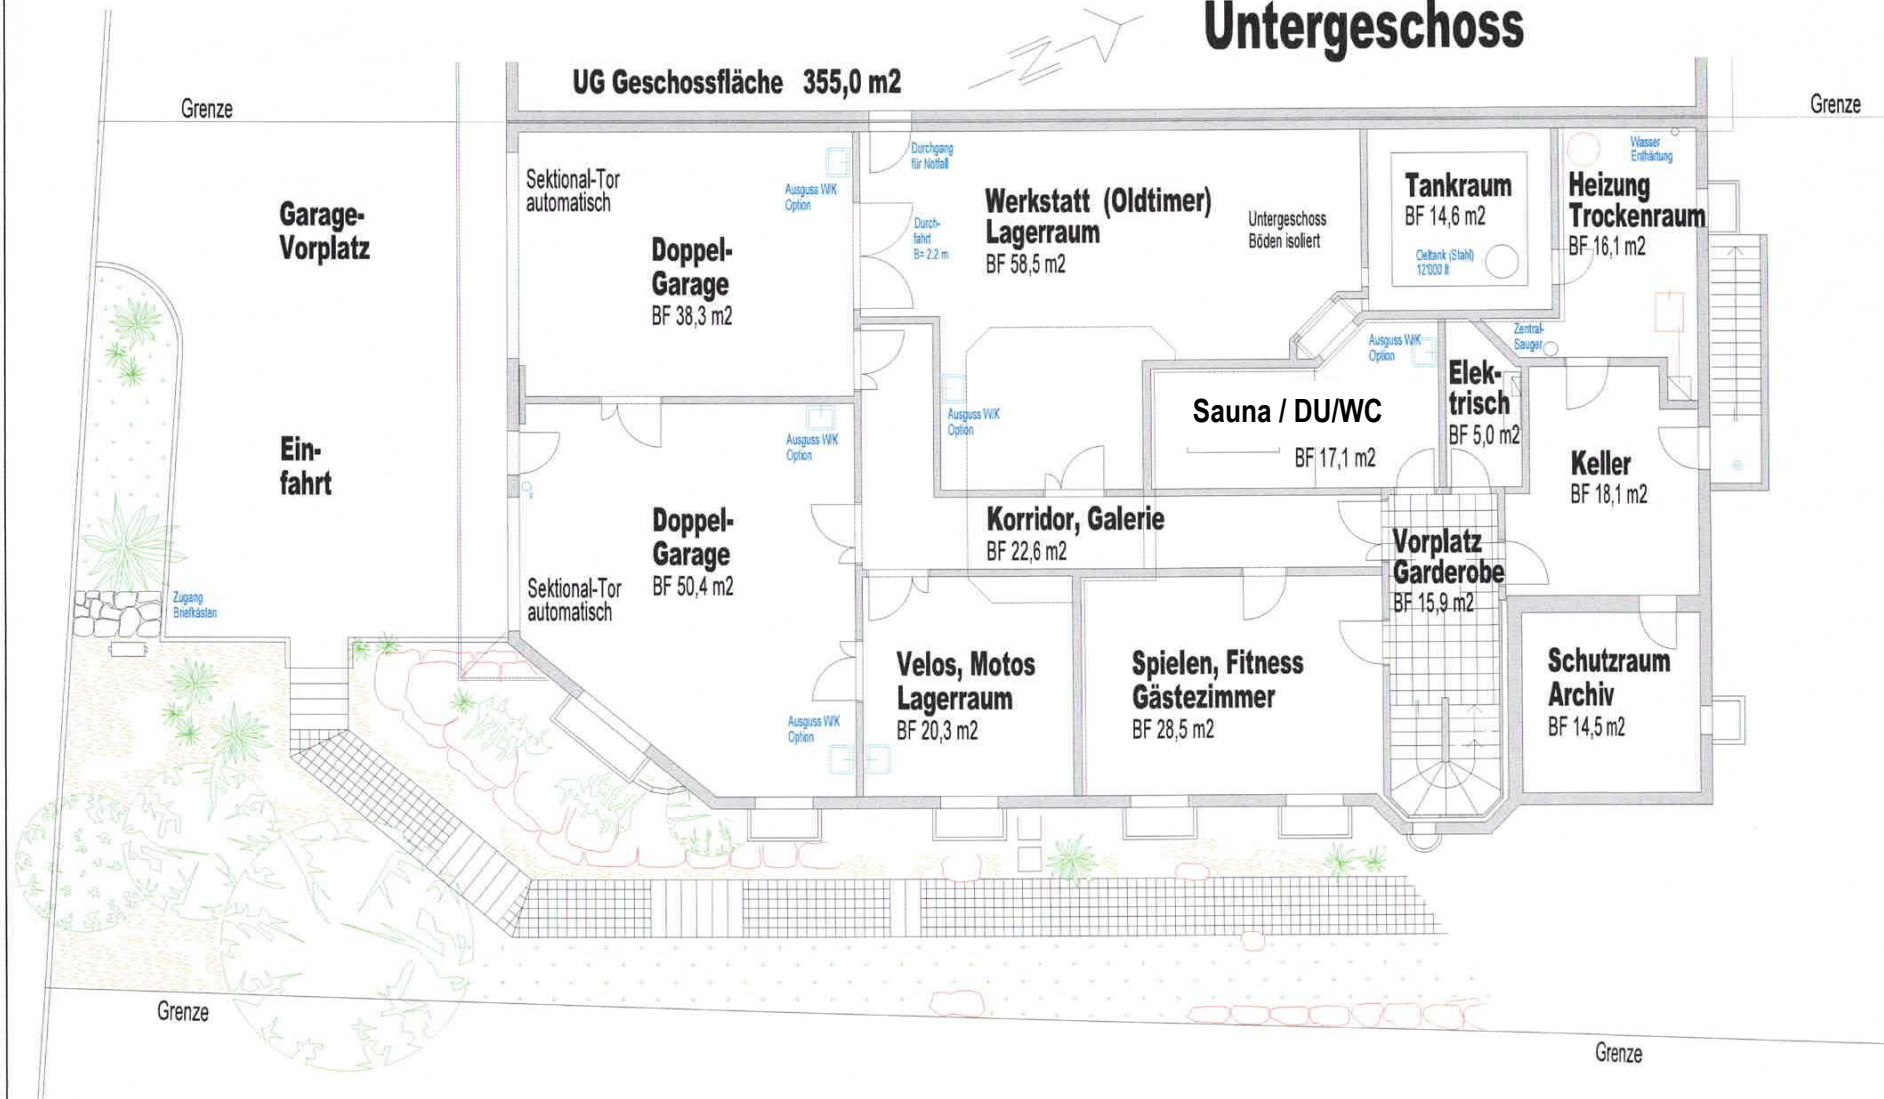 Untergeschoss
N
UG Geschossfläche 355,0 m2
Grenze
Grenze
Garage-
Vorplatz
Sektional-Tor
automatisch
Ausguss W/K
Option
Doppel-
Garage
BF 38,3 m2
Durchgang
für Notfall
Durch-
fahrt
B= 2.2 m
Werkstatt (Oldtimer)
Lagerraum
BF 58,5 m2
Untergeschoss
Böden isoliert
Tankraum
BF 14,6 m2
Oeltank (Stahl)
12'000 lt
Wasser
Enthärtung
Heizung
Trockenraum
BF 16,1 m2
Zentral-
Sauger
Ausguss W/K
Option
Elek-
trisch
BF 5,0 m2
Sauna / DU/WC
BF 17,1 m2
Ausguss W/K
Option
Ausguss W/K
Option
Ein-
fahrt
Keller
BF 18,1 m2
Doppel-
Garage
BF 50,4 m2
Korridor, Galerie
BF 22,6 m2
Vorplatz
Garderobe
BF 15,9 m2
Sektional-Tor
automatisch
Zugang
Briefkästen
Velos, Motos
Lagerraum
BF 20,3 m2
Spielen, Fitness
Gästezimmer
BF 28,5 m2
Schutzraum
Archiv
BF 14,5 m2
Ausguss W/K
Option
Grenze
Grenze